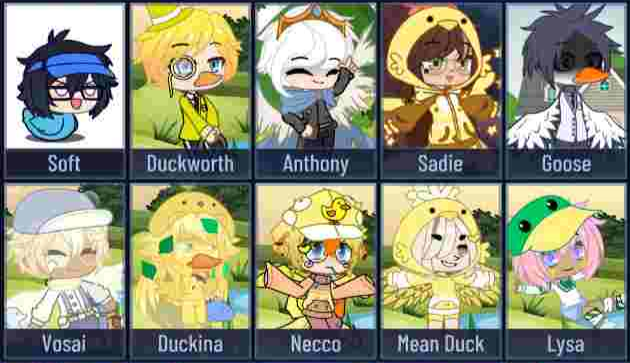 Soft
Duckworth
Anthony
Sadie
Goose
Vosai
Duckina
Necco
Mean Duck
Lysa